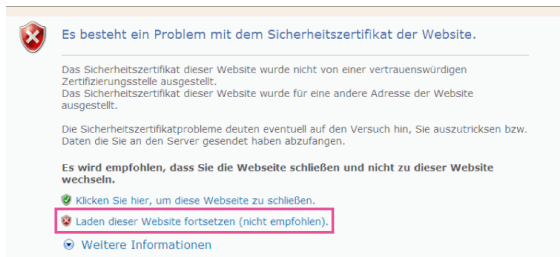 Es besteht ein Problem mit dem Sicherheitszertifikat der Website.
Das Sicherheitszertifikat dieser Website wurde nicht von einer vertrauenswürdigen
Zertifizierungsstelle ausgestellt.
Das Sicherheitszertifikat dieser Website wurde für eine andere Adresse der Website
ausgestellt.
Die Sicherheitszertifikatprobleme deuten eventuell auf den Versuch hin, Sie auszutricksen bzw.
Daten die Sie an den Server gesendet haben abzufangen.
Es wird empfohlen, dass Sie die Webseite schließen und nicht zu dieser Website
wechseln.
Klicken Sie hier, um diese Webseite zu schließen.
Laden dieser Website fortsetzen (nicht empfohlen).
Weitere Informationen